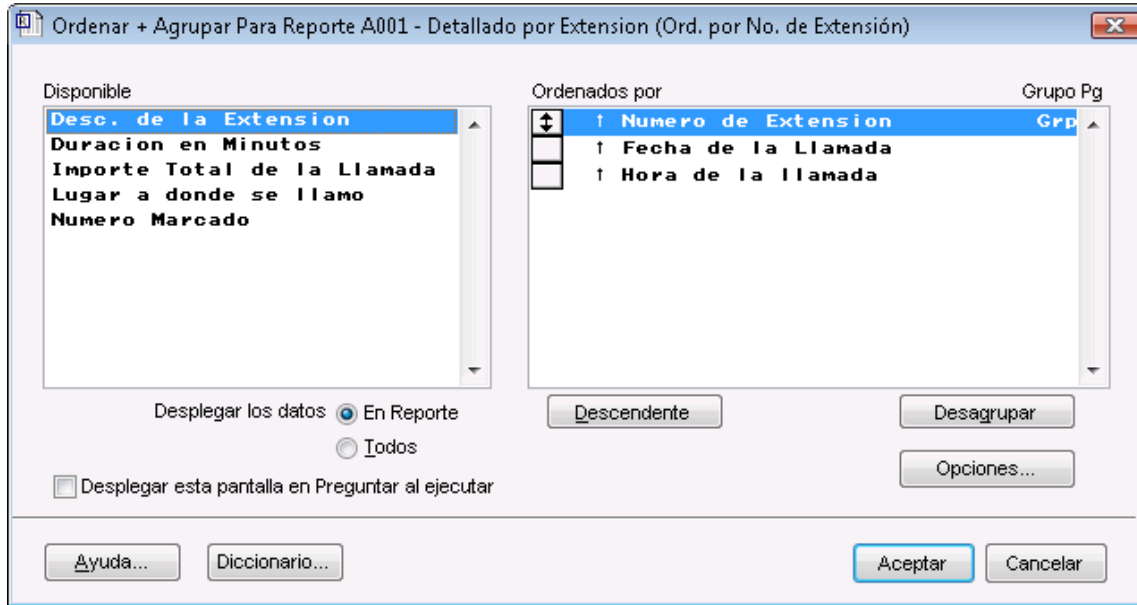 Ordenar + Agrupar Para Reporte A001 - Detallado por Extension (Ord. por No. de Extensión)
Disponible
Desc. de la Extension
Duracion en Minutos
Importe Total de la Llamada
Lugar a donde se llamo
Numero Marcado
Ordenados por Grupo Pg
↑ Numero de Extension Grp
↑ Fecha de la Llamada
↑ Hora de la llamada
Desplegar los datos En Reporte
Todos
Desplegar esta pantalla en Preguntar al ejecutar
Descendente
Desagrupar
Opciones...
Ayuda... Diccionario... Aceptar Cancelar